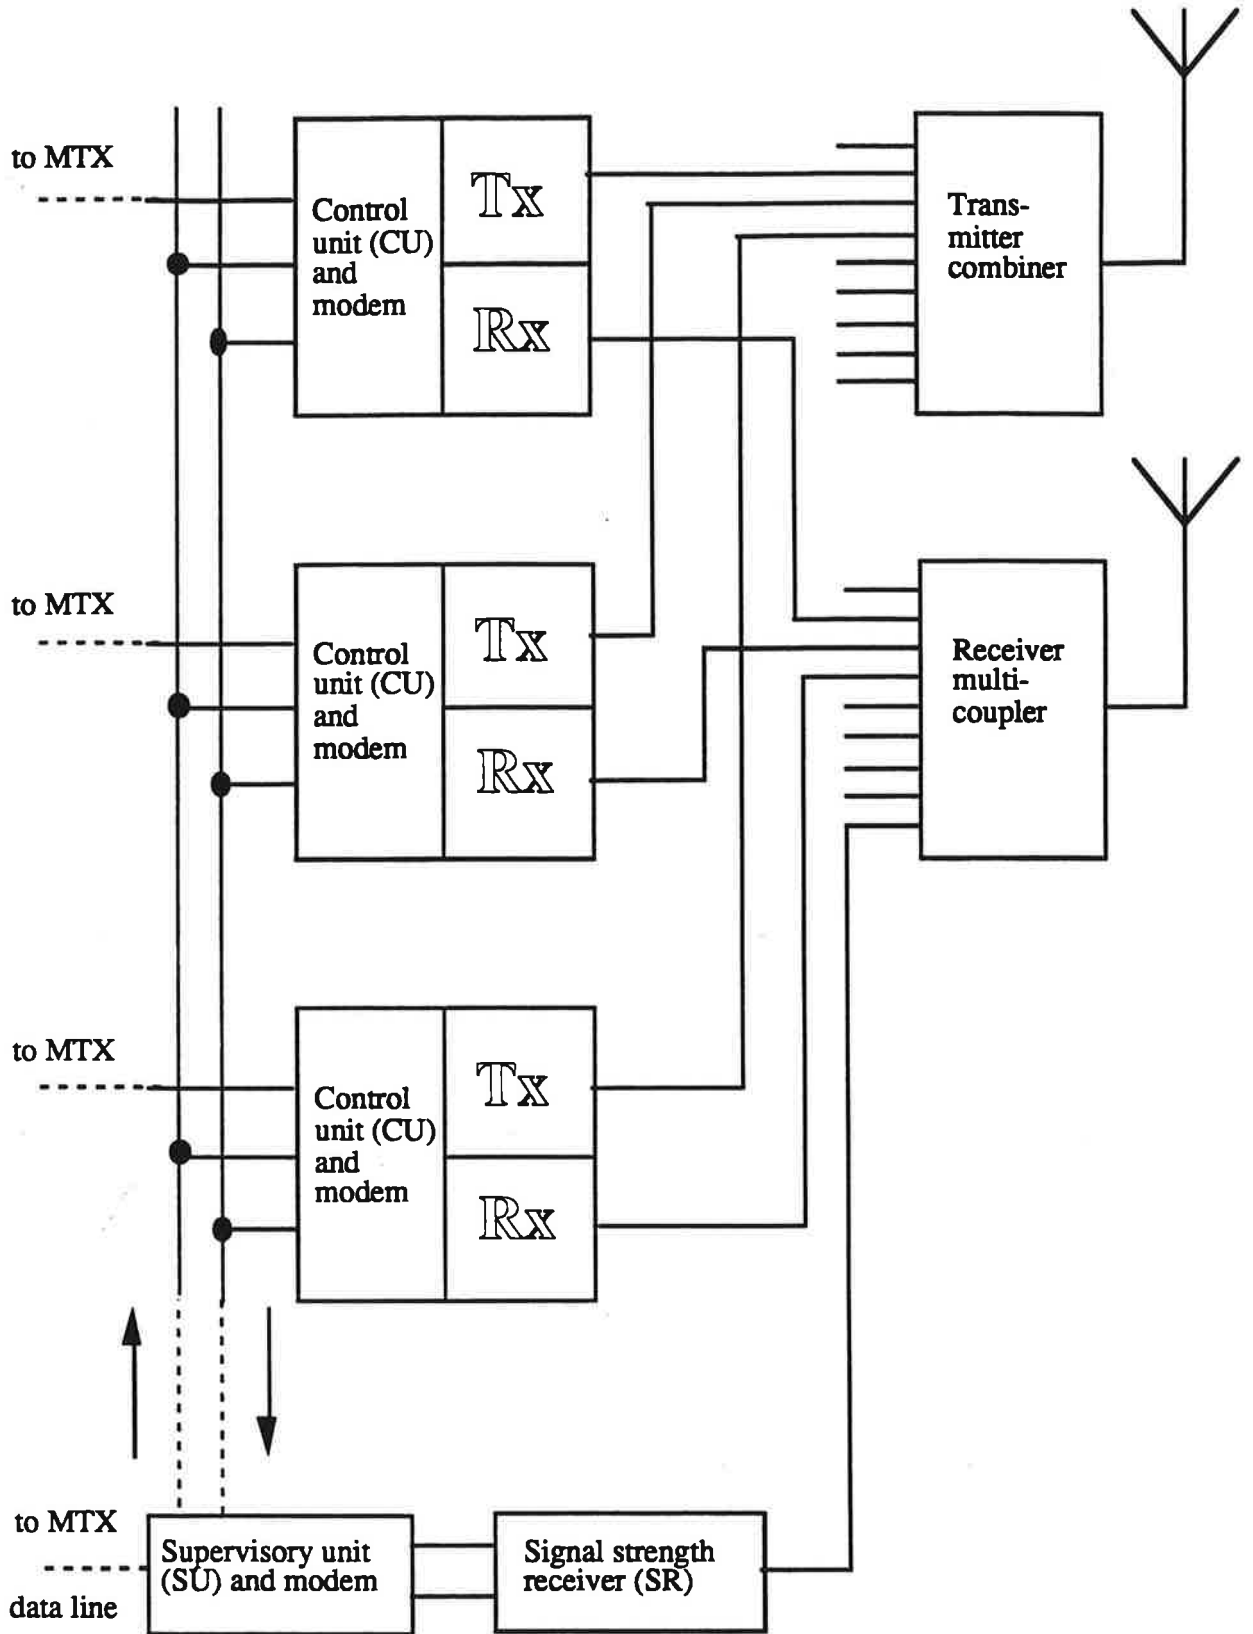 to MTX
Control
unit (CU)
and
modem
Tx
Rx
Trans-
mitter
combiner
to MTX
Control
unit (CU)
and
modem
Tx
Rx
Receiver
multi-
coupler
to MTX
Control
unit (CU)
and
modem
Tx
Rx
to MTX
data line
Supervisory unit
(SU) and modem
Signal strength
receiver (SR)